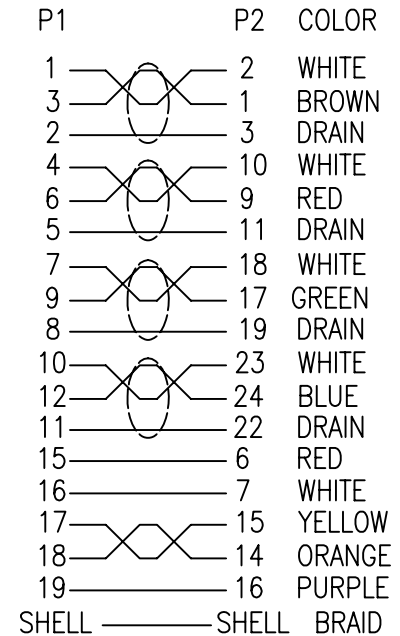 P1 P2 COLOR
1 2 WHITE
3 1 BROWN
2 3 DRAIN
4 10 WHITE
6 9 RED
5 11 DRAIN
7 18 WHITE
9 17 GREEN
8 19 DRAIN
10 23 WHITE
12 24 BLUE
11 22 DRAIN
15 6 RED
16 7 WHITE
17 15 YELLOW
18 14 ORANGE
19 16 PURPLE
SHELL SHELL BRAID